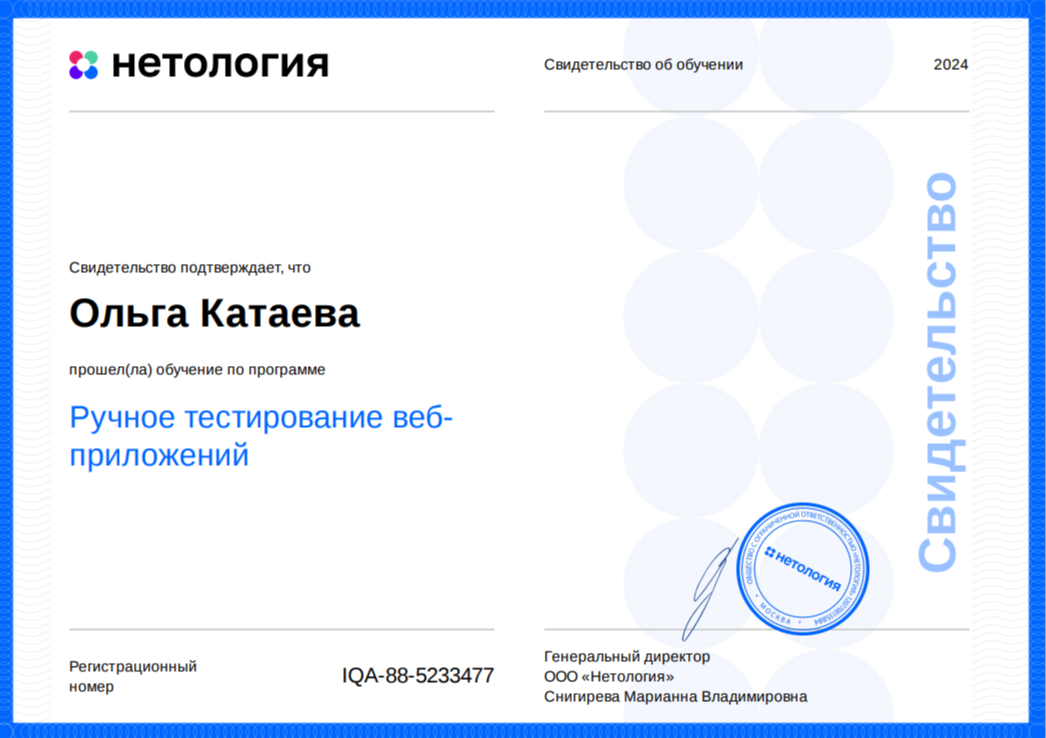 нетология
Свидетельство об обучении
2024
Свидетельство подтверждает, что
Ольга Катаева
прошел(ла) обучение по программе
Ручное тестирование веб-
приложений
Свидетельство
ОБЩЕСТВО С ОГРАНИЧЕННОЙ ОТВЕТСТВЕННОСТЬЮ «НЕТОЛОГИЯ»
нетология
• МОСКВА •
Регистрационный
номер
IQA-88-5233477
Генеральный директор
ООО «Нетология»
Снигирева Марианна Владимировна